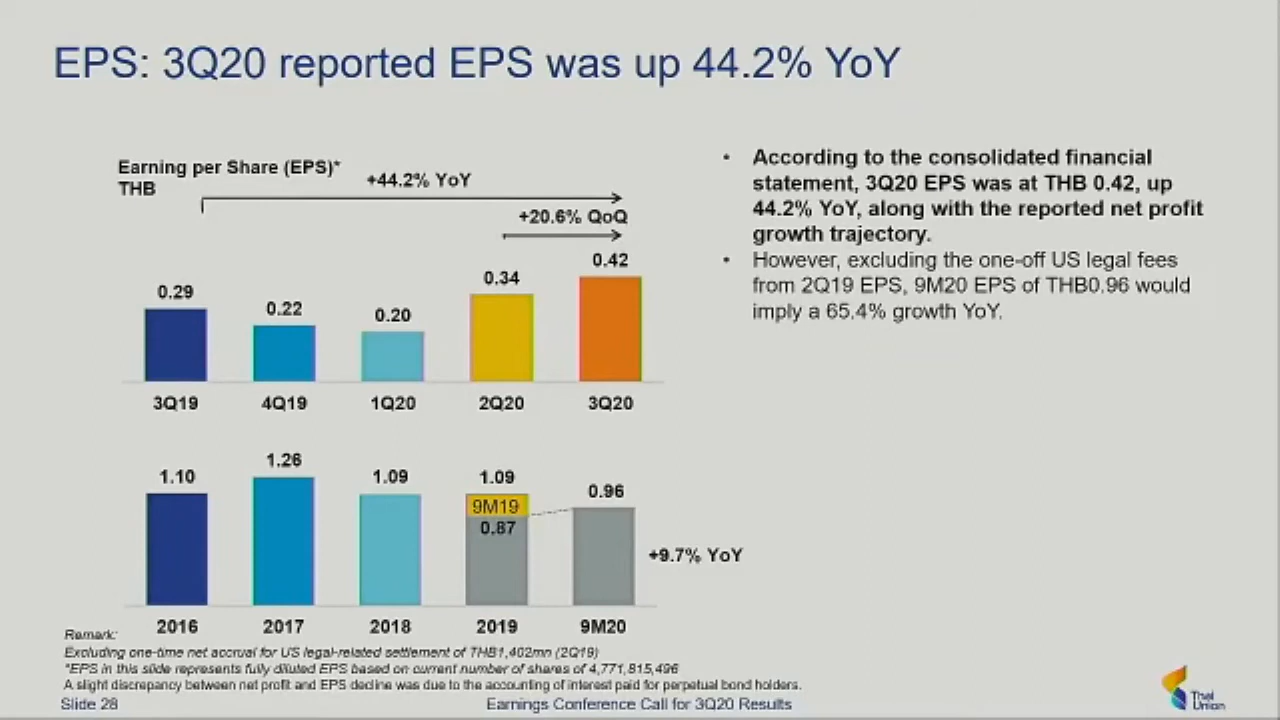 EPS: 3Q20 reported EPS was up 44.2% YoY
Earning per Share (EPS)*
THB
+44.2% YoY
+20.6% QoQ
0.29
0.22
0.20
0.34
0.42
3Q19
4Q19
1Q20
2Q20
3Q20
1.10
1.26
1.09
1.09
0.96
9M19
0.87
+9.7% YoY
2016
2017
2018
2019
9M20
• According to the consolidated financial
statement, 3Q20 EPS was at THB 0.42, up
44.2% YoY, along with the reported net profit
growth trajectory.
• However, excluding the one-off US legal fees
from 2Q19 EPS, 9M20 EPS of THB0.96 would
imply a 65.4% growth YoY.
Remark:
Excluding one-time net accrual for US legal-related settlement of THB1,402mn (2Q19)
*EPS in this slide represents fully diluted EPS based on current number of shares of 4,771,815,496
A slight discrepancy between net profit and EPS decline was due to the accounting of interest paid for perpetual bond holders.
Slide 28
Earnings Conference Call for 3Q20 Results
Thai
Union